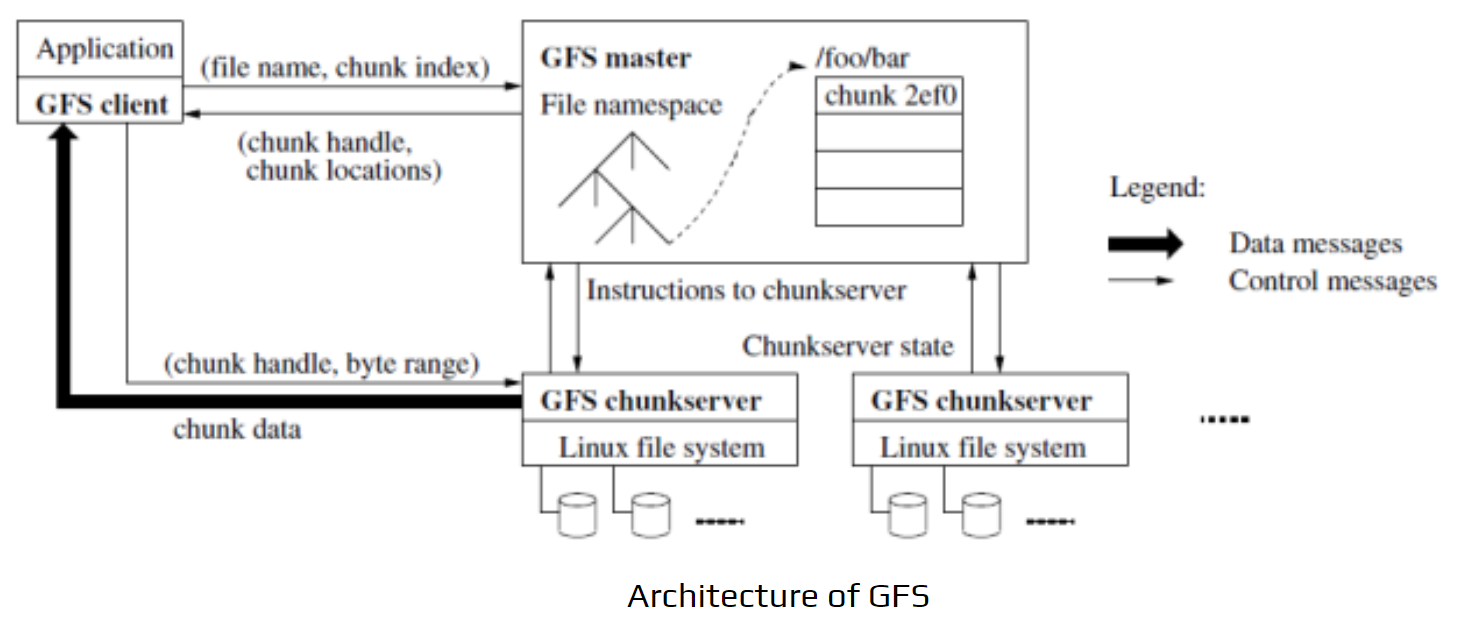 Application
GFS client
(file name, chunk index)
(chunk handle,
chunk locations)
GFS master
File namespace
/foo/bar
chunk 2ef0
Legend:
Data messages
Control messages
Instructions to chunkserver
Chunkserver state
(chunk handle, byte range)
chunk data
GFS chunkserver
Linux file system
GFS chunkserver
Linux file system
Architecture of GFS